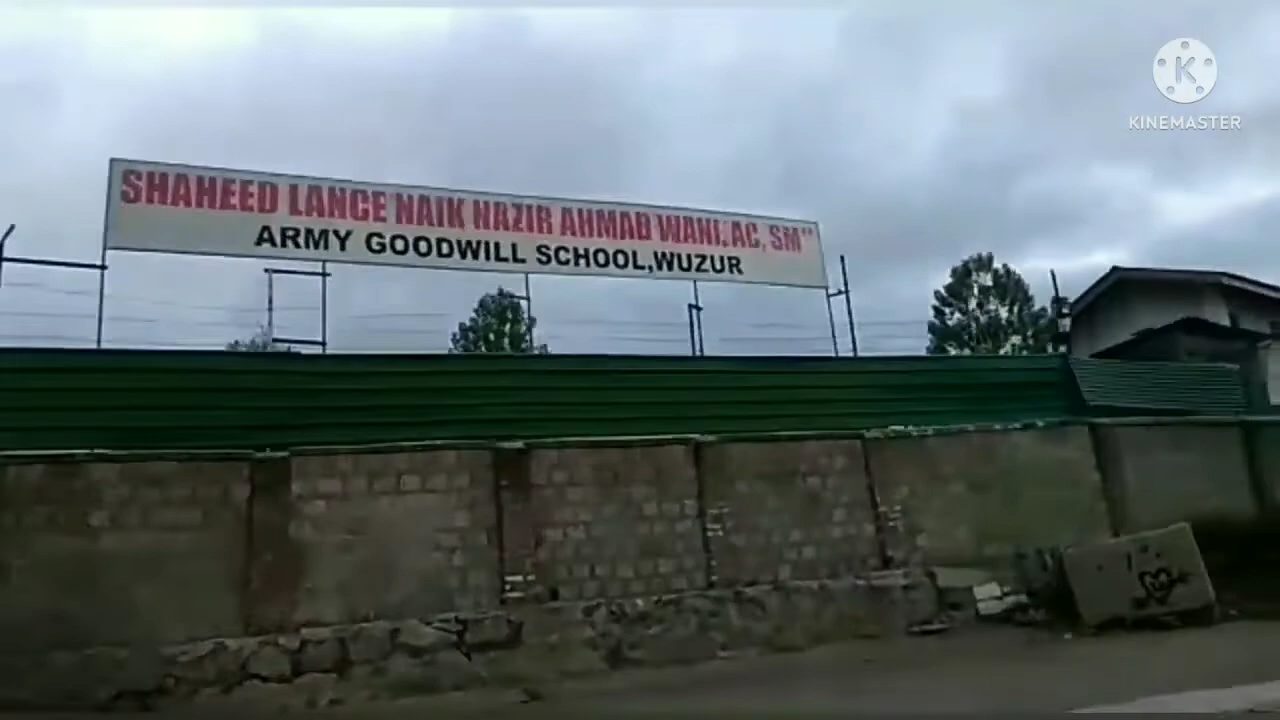 SHAHEED LANCE NAIK NAZIR AHMAD WANI, AC, SM"
ARMY GOODWILL SCHOOL,WUZUR
K
KINEMASTER